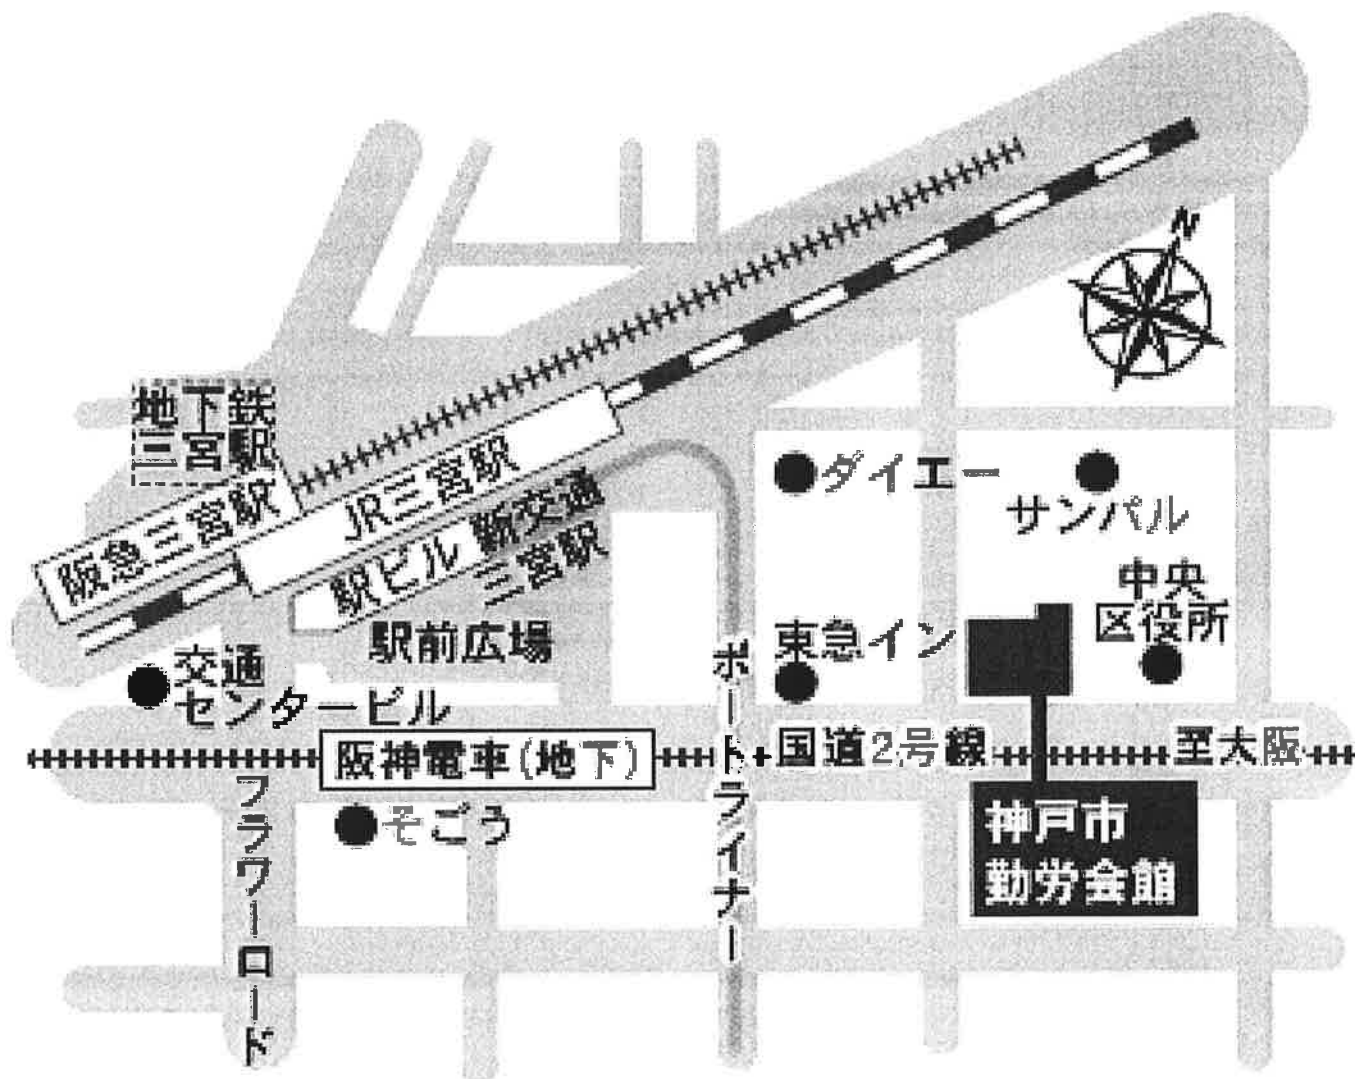 N
地下鉄
三宮駅
阪急三宮駅
JR三宮駅
駅ビル
新交通
三宮駅
駅前広場
ダイエー
サンパル
中央
区役所
東急イン
交通
センタービル
阪神電車(地下)
国道2号線
至大阪
そごう
フラワーロード
ポートライナー
神戸市
勤労会館